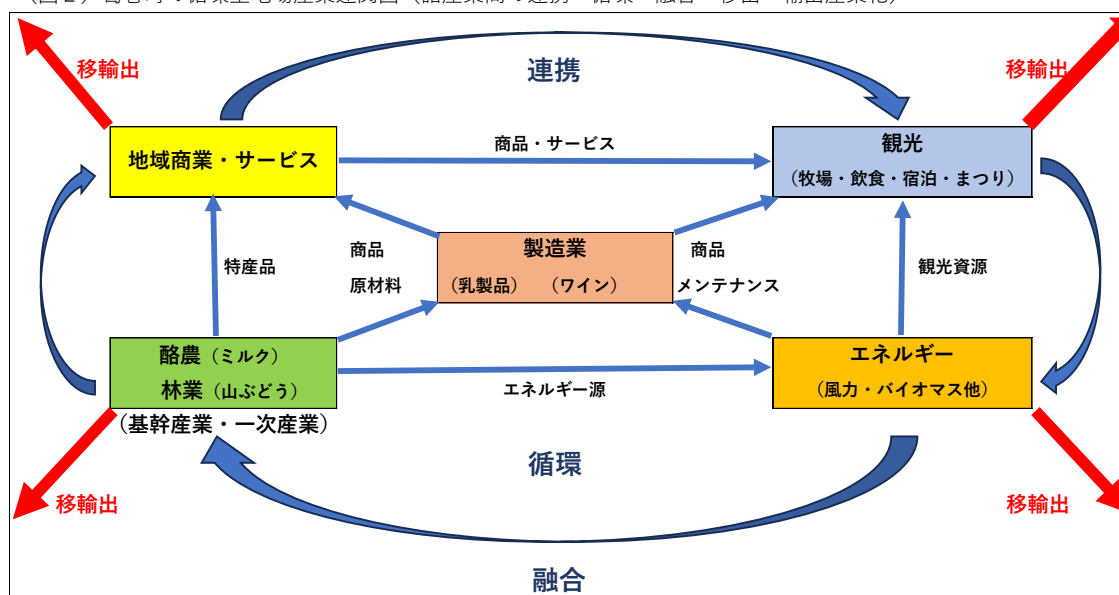 移輸出
連携
移輸出
地域商業・サービス
商品・サービス
観光
(牧場・飲食・宿泊・まつり)
特産品
商品
原材料
製造業
(乳製品) (ワイン)
商品
メンテナンス
観光資源
酪農(ミルク)
林業(山ぶどう)
(基幹産業・一次産業)
エネルギー源
エネルギー
(風力・バイオマス他)
移輸出
循環
移輸出
融合